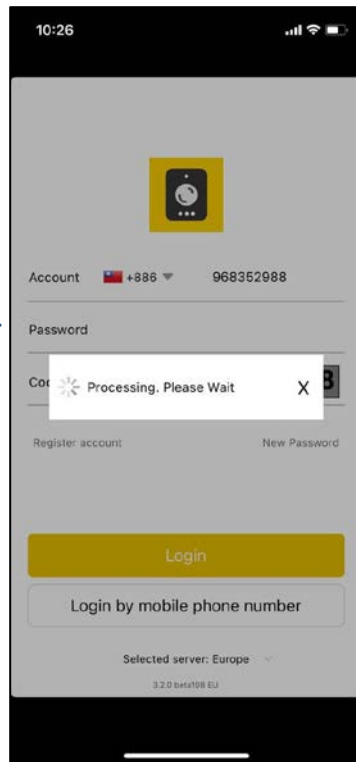 10:26
Account +886 968352988
Password
Processing. Please Wait X
Register account New Password
Login
Login by mobile phone number
Selected server: Europe
3.2.0 beta108 EU